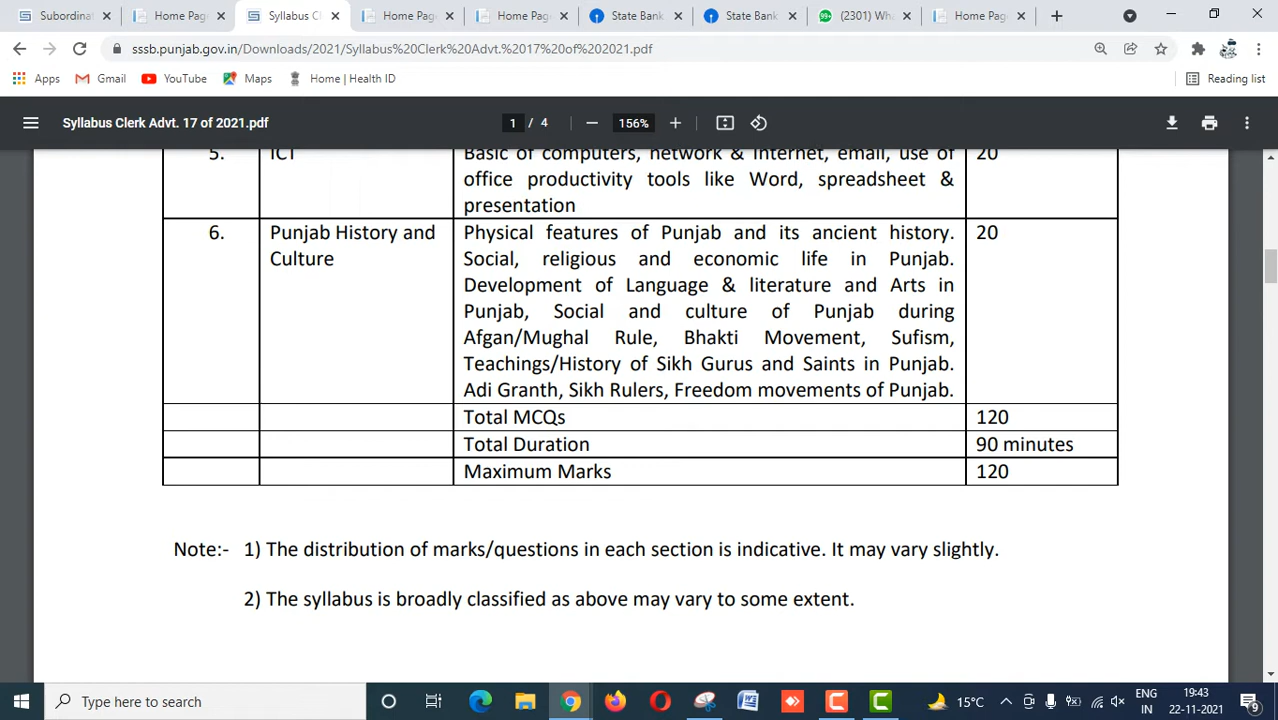 Subordinat
Home Page
Syllabus Cl
Home Page
Home Page
State Bank
State Bank
(2301) Wha
Home Page
sssb.punjab.gov.in/Downloads/2021/Syllabus%20Clerk%20Advt.%2017%20of%202021.pdf
Apps Gmail YouTube Maps Home | Health ID Reading list
Syllabus Clerk Advt. 17 of 2021.pdf 1 / 4 156%
5. ICT Basic of computers, network & Internet, email, use of 20
office productivity tools like Word, spreadsheet &
presentation
6. Punjab History and Physical features of Punjab and its ancient history. 20
Culture Social, religious and economic life in Punjab.
Development of Language & literature and Arts in
Punjab, Social and culture of Punjab during
Afgan/Mughal Rule, Bhakti Movement, Sufism,
Teachings/History of Sikh Gurus and Saints in Punjab.
Adi Granth, Sikh Rulers, Freedom movements of Punjab.
Total MCQs 120
Total Duration 90 minutes
Maximum Marks 120
Note:- 1) The distribution of marks/questions in each section is indicative. It may vary slightly.
2) The syllabus is broadly classified as above may vary to some extent.
Type here to search 15°C ENG 19:43
IN 22-11-2021 9